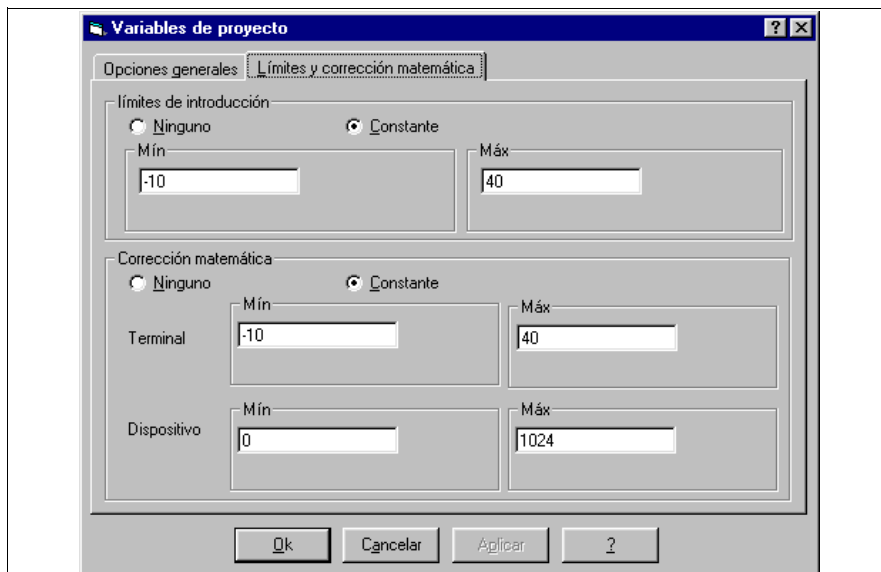 Variables de proyecto
Opciones generales Límites y corrección matemática
límites de introducción
Ninguno Constante
Mín Máx
-10 40
Corrección matemática
Ninguno Constante
Mín Máx
Terminal -10 40
Mín Máx
Dispositivo 0 1024
Ok Cancelar Aplicar ?